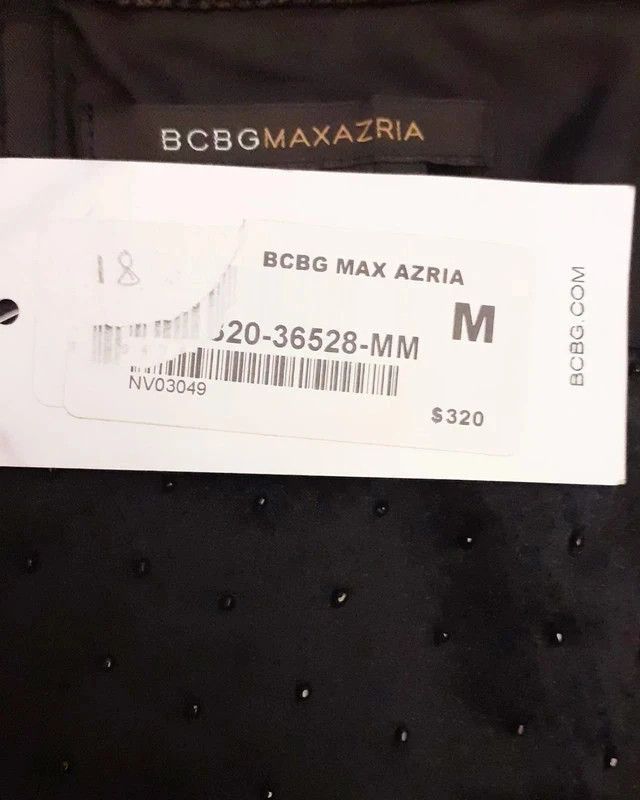 BCBGMAXAZRIA
18
BCBG MAX AZRIA
M
320-36528-MM
NV03049
$320
BCBG.COM